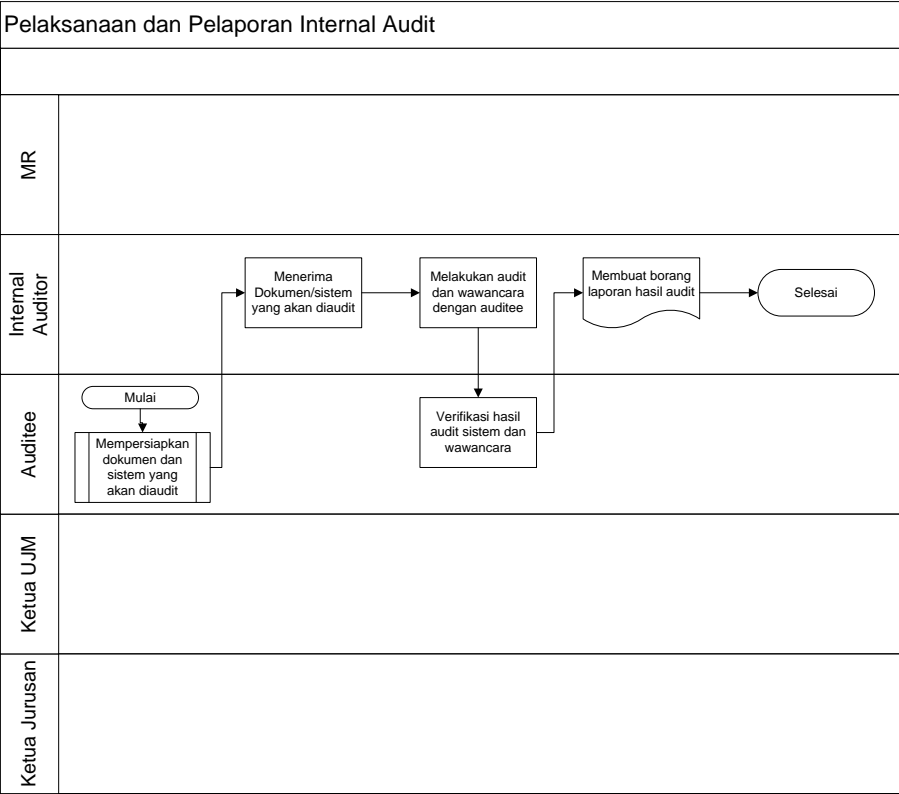 Pelaksanaan dan Pelaporan Internal Audit
MR
Internal
Auditor
Menerima
Dokumen/sistem
yang akan diaudit
Melakukan audit
dan wawancara
dengan auditee
Membuat borang
laporan hasil audit
Selesai
Auditee
Mulai
Mempersiapkan
dokumen dan
sistem yang
akan diaudit
Verifikasi hasil
audit sistem dan
wawancara
Ketua UJM
Ketua Jurusan